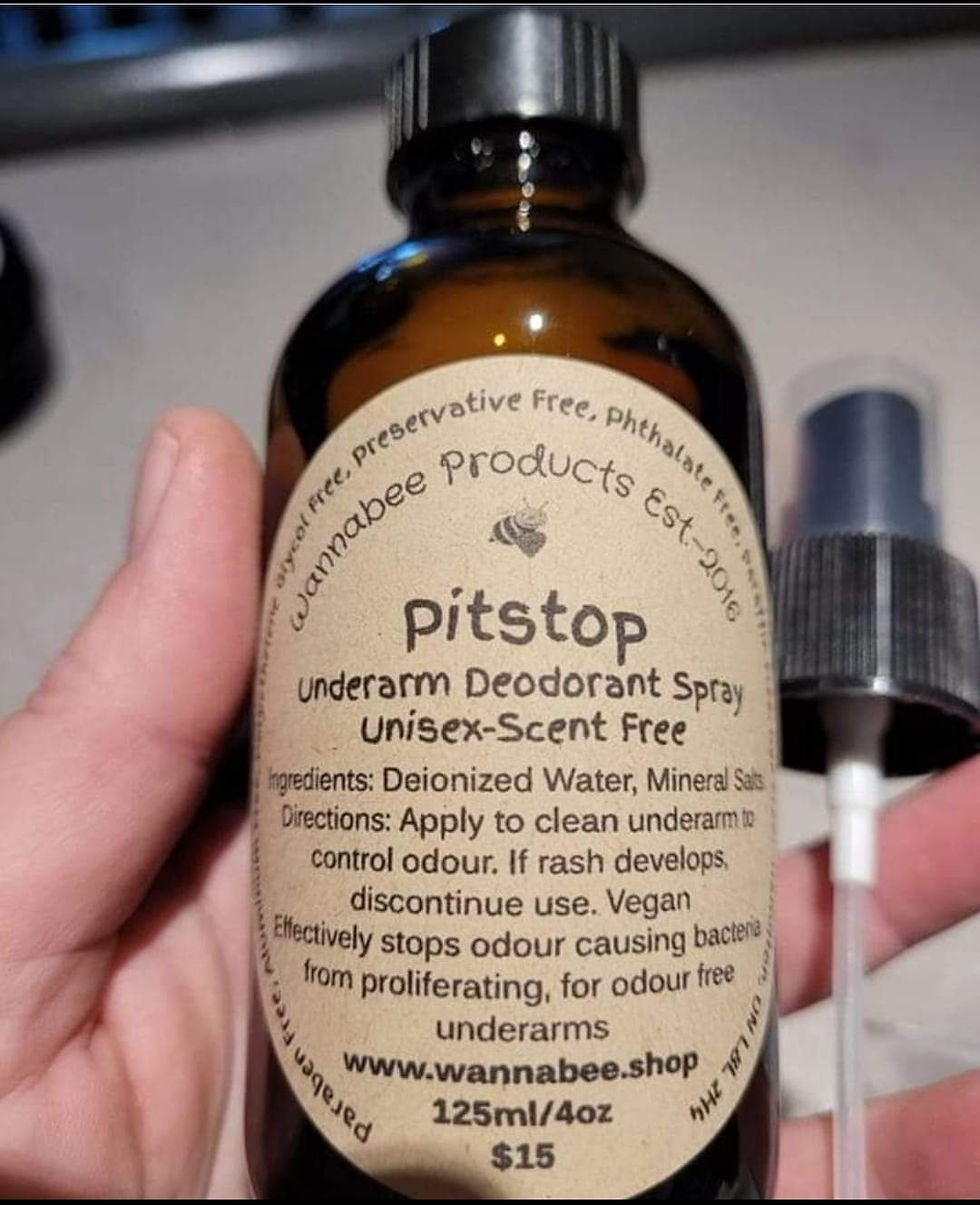 glycol Free, Preservative Free, Phthalate Free,
Wannabee Products Est.-2016
Pitstop
Underarm Deodorant Spray
Unisex-Scent Free
Ingredients: Deionized Water, Mineral Salts
Directions: Apply to clean underarm to
control odour. If rash develops,
discontinue use. Vegan
Effectively stops odour causing bacteria
from proliferating, for odour free
underarms
www.wannabee.shop
125ml/4oz
$15
Paraben Free,
ON L8L 2H4